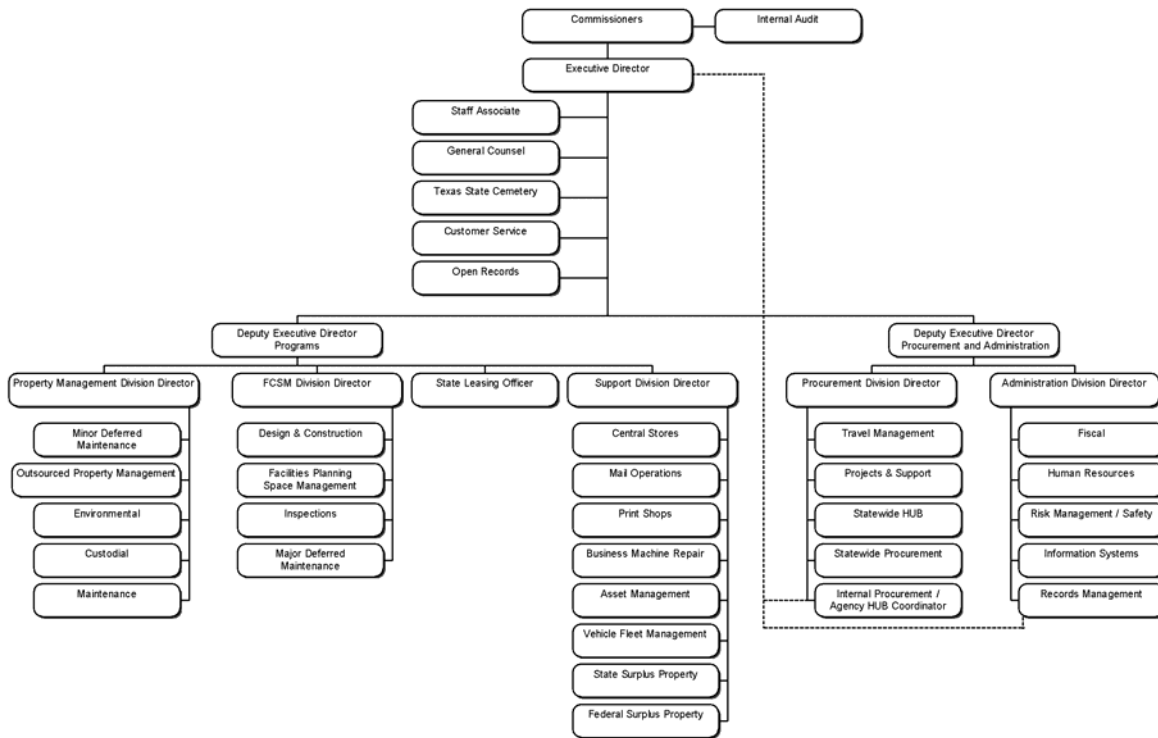 Commissioners
Internal Audit
Executive Director
Staff Associate
General Counsel
Texas State Cemetery
Customer Service
Open Records
Deputy Executive Director
Programs
Deputy Executive Director
Procurement and Administration
Property Management Division Director
FCSM Division Director
State Leasing Officer
Support Division Director
Procurement Division Director
Administration Division Director
Minor Deferred
Maintenance
Outsourced Property Management
Environmental
Custodial
Maintenance
Design & Construction
Facilities Planning
Space Management
Inspections
Major Deferred
Maintenance
Central Stores
Mail Operations
Print Shops
Business Machine Repair
Asset Management
Vehicle Fleet Management
State Surplus Property
Federal Surplus Property
Travel Management
Projects & Support
Statewide HUB
Statewide Procurement
Internal Procurement /
Agency HUB Coordinator
Fiscal
Human Resources
Risk Management / Safety
Information Systems
Records Management